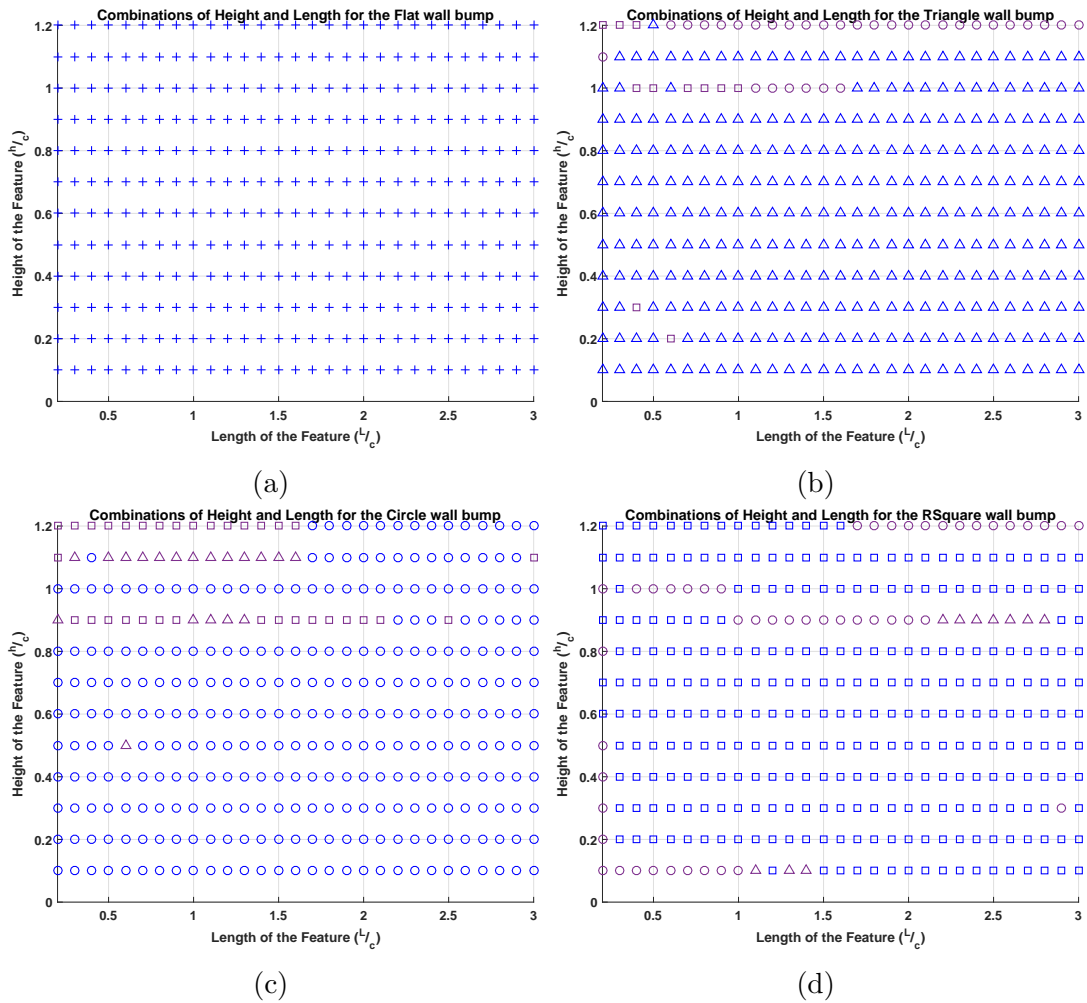 Combinations of Height and Length for the Flat wall bump
Height of the Feature (h/c)
1.2
1
0.8
0.6
0.4
0.2
0
0.5 1 1.5 2 2.5 3
Length of the Feature (L/c)
(a)
Combinations of Height and Length for the Triangle wall bump
Height of the Feature (h/c)
1.2
1
0.8
0.6
0.4
0.2
0
0.5 1 1.5 2 2.5 3
Length of the Feature (L/c)
(b)
Combinations of Height and Length for the Circle wall bump
Height of the Feature (h/c)
1.2
1
0.8
0.6
0.4
0.2
0
0.5 1 1.5 2 2.5 3
Length of the Feature (L/c)
(c)
Combinations of Height and Length for the RSquare wall bump
Height of the Feature (h/c)
1.2
1
0.8
0.6
0.4
0.2
0
0.5 1 1.5 2 2.5 3
Length of the Feature (L/c)
(d)